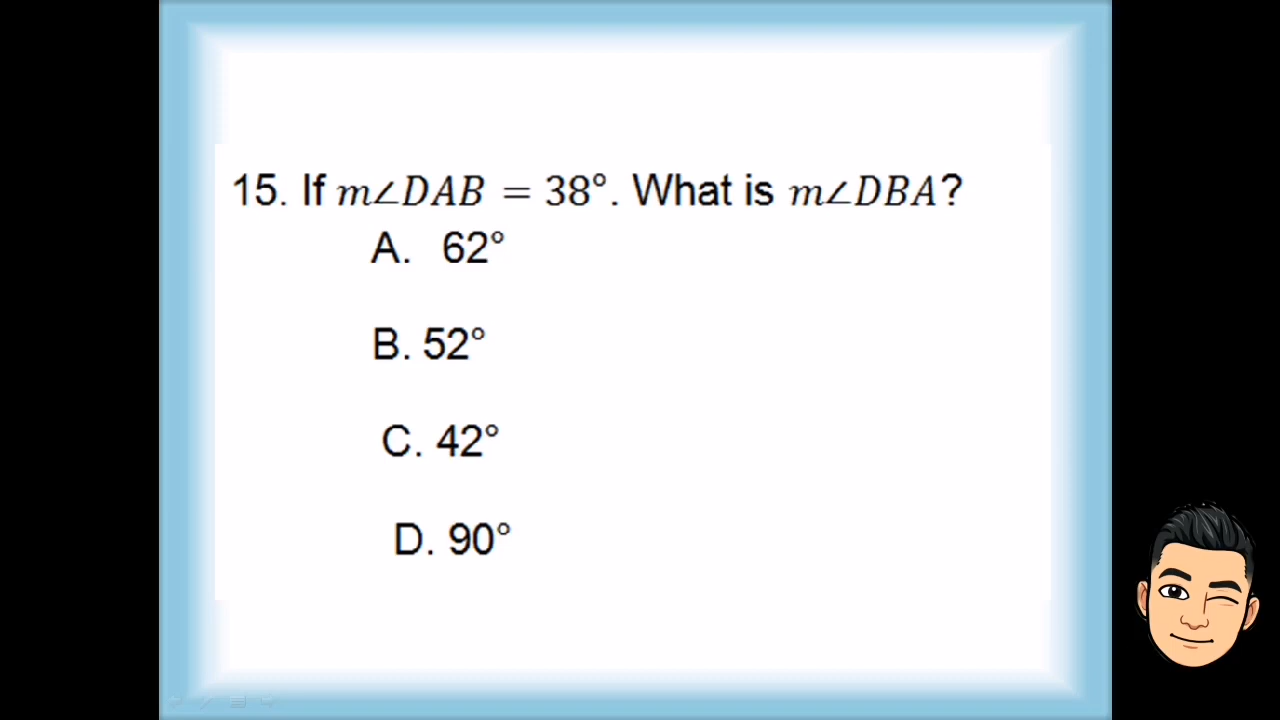 15. If m∠DAB = 38°. What is m∠DBA?
A. 62°
B. 52°
C. 42°
D. 90°